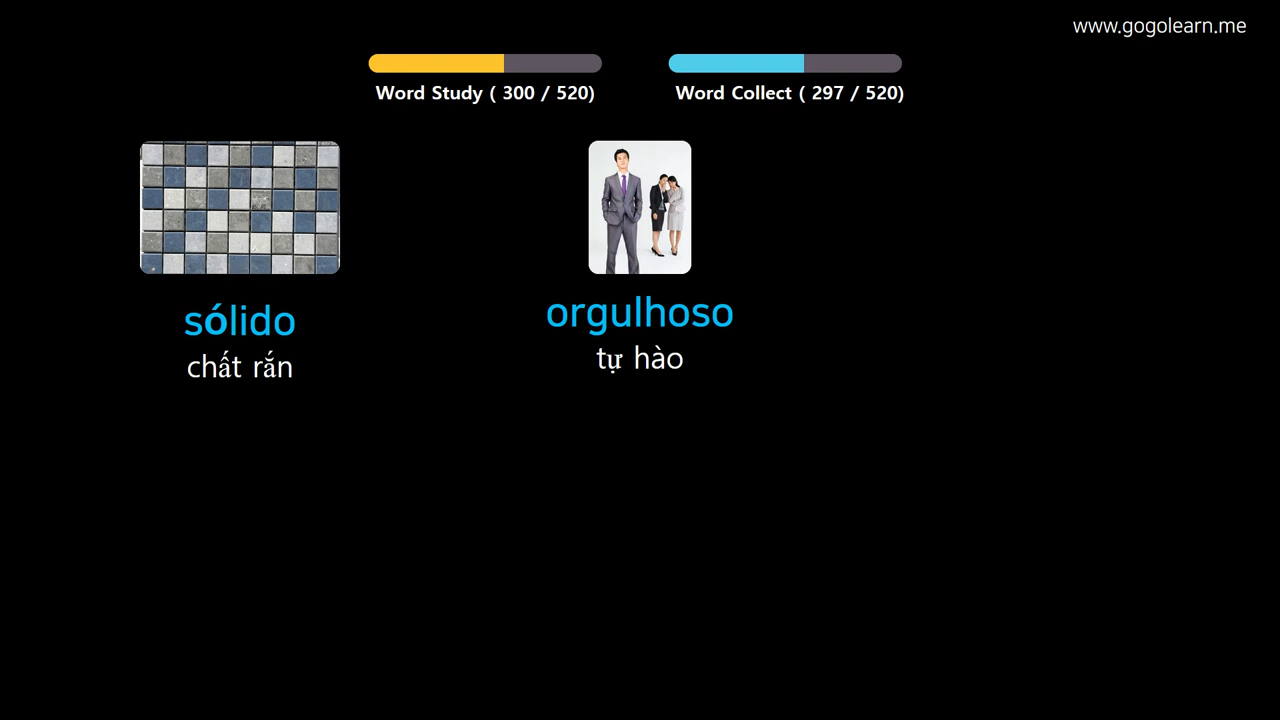 www.gogolearn.me
Word Study ( 300 / 520)
Word Collect ( 297 / 520)
sólido
chất rắn
orgulhoso
tự hào